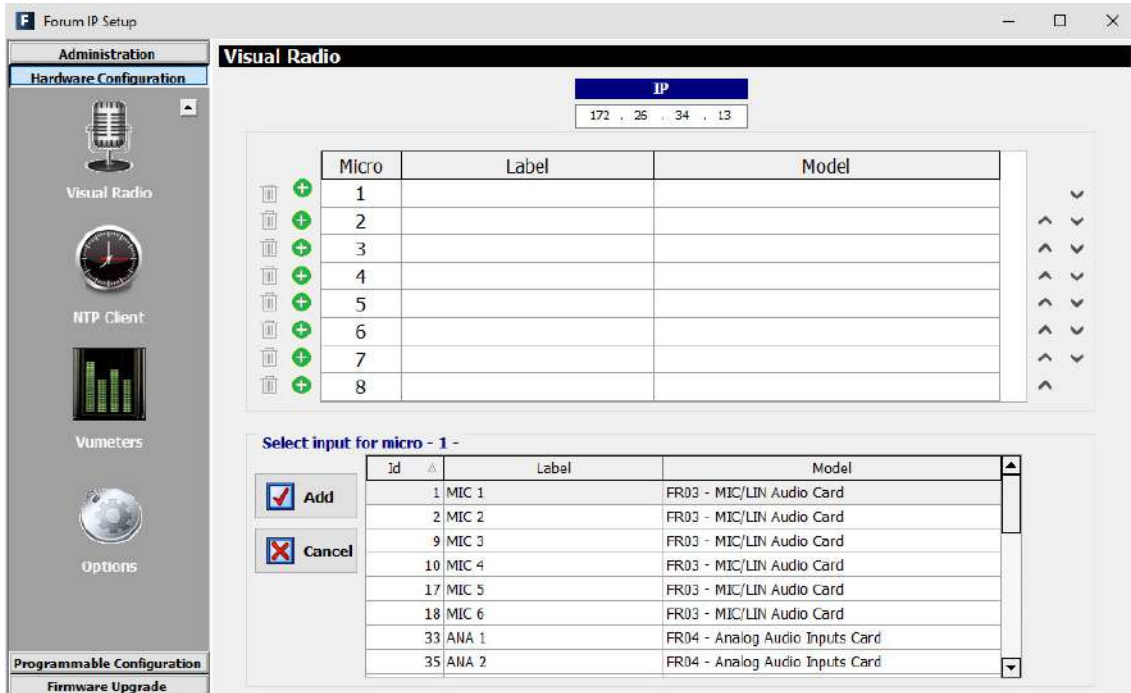 Forum IP Setup
Administration
Hardware Configuration
Visual Radio
NTP Client
Vumeters
Options
Programmable Configuration
Firmware Upgrade
Visual Radio
IP
172 . 26 . 34 . 13
Micro Label Model
1
2
3
4
5
6
7
8
Select input for micro - 1 -
Add
Cancel
Id Label Model
1 MIC 1 FR03 - MIC/LIN Audio Card
2 MIC 2 FR03 - MIC/LIN Audio Card
9 MIC 3 FR03 - MIC/LIN Audio Card
10 MIC 4 FR03 - MIC/LIN Audio Card
17 MIC 5 FR03 - MIC/LIN Audio Card
18 MIC 6 FR03 - MIC/LIN Audio Card
33 ANA 1 FR04 - Analog Audio Inputs Card
35 ANA 2 FR04 - Analog Audio Inputs Card